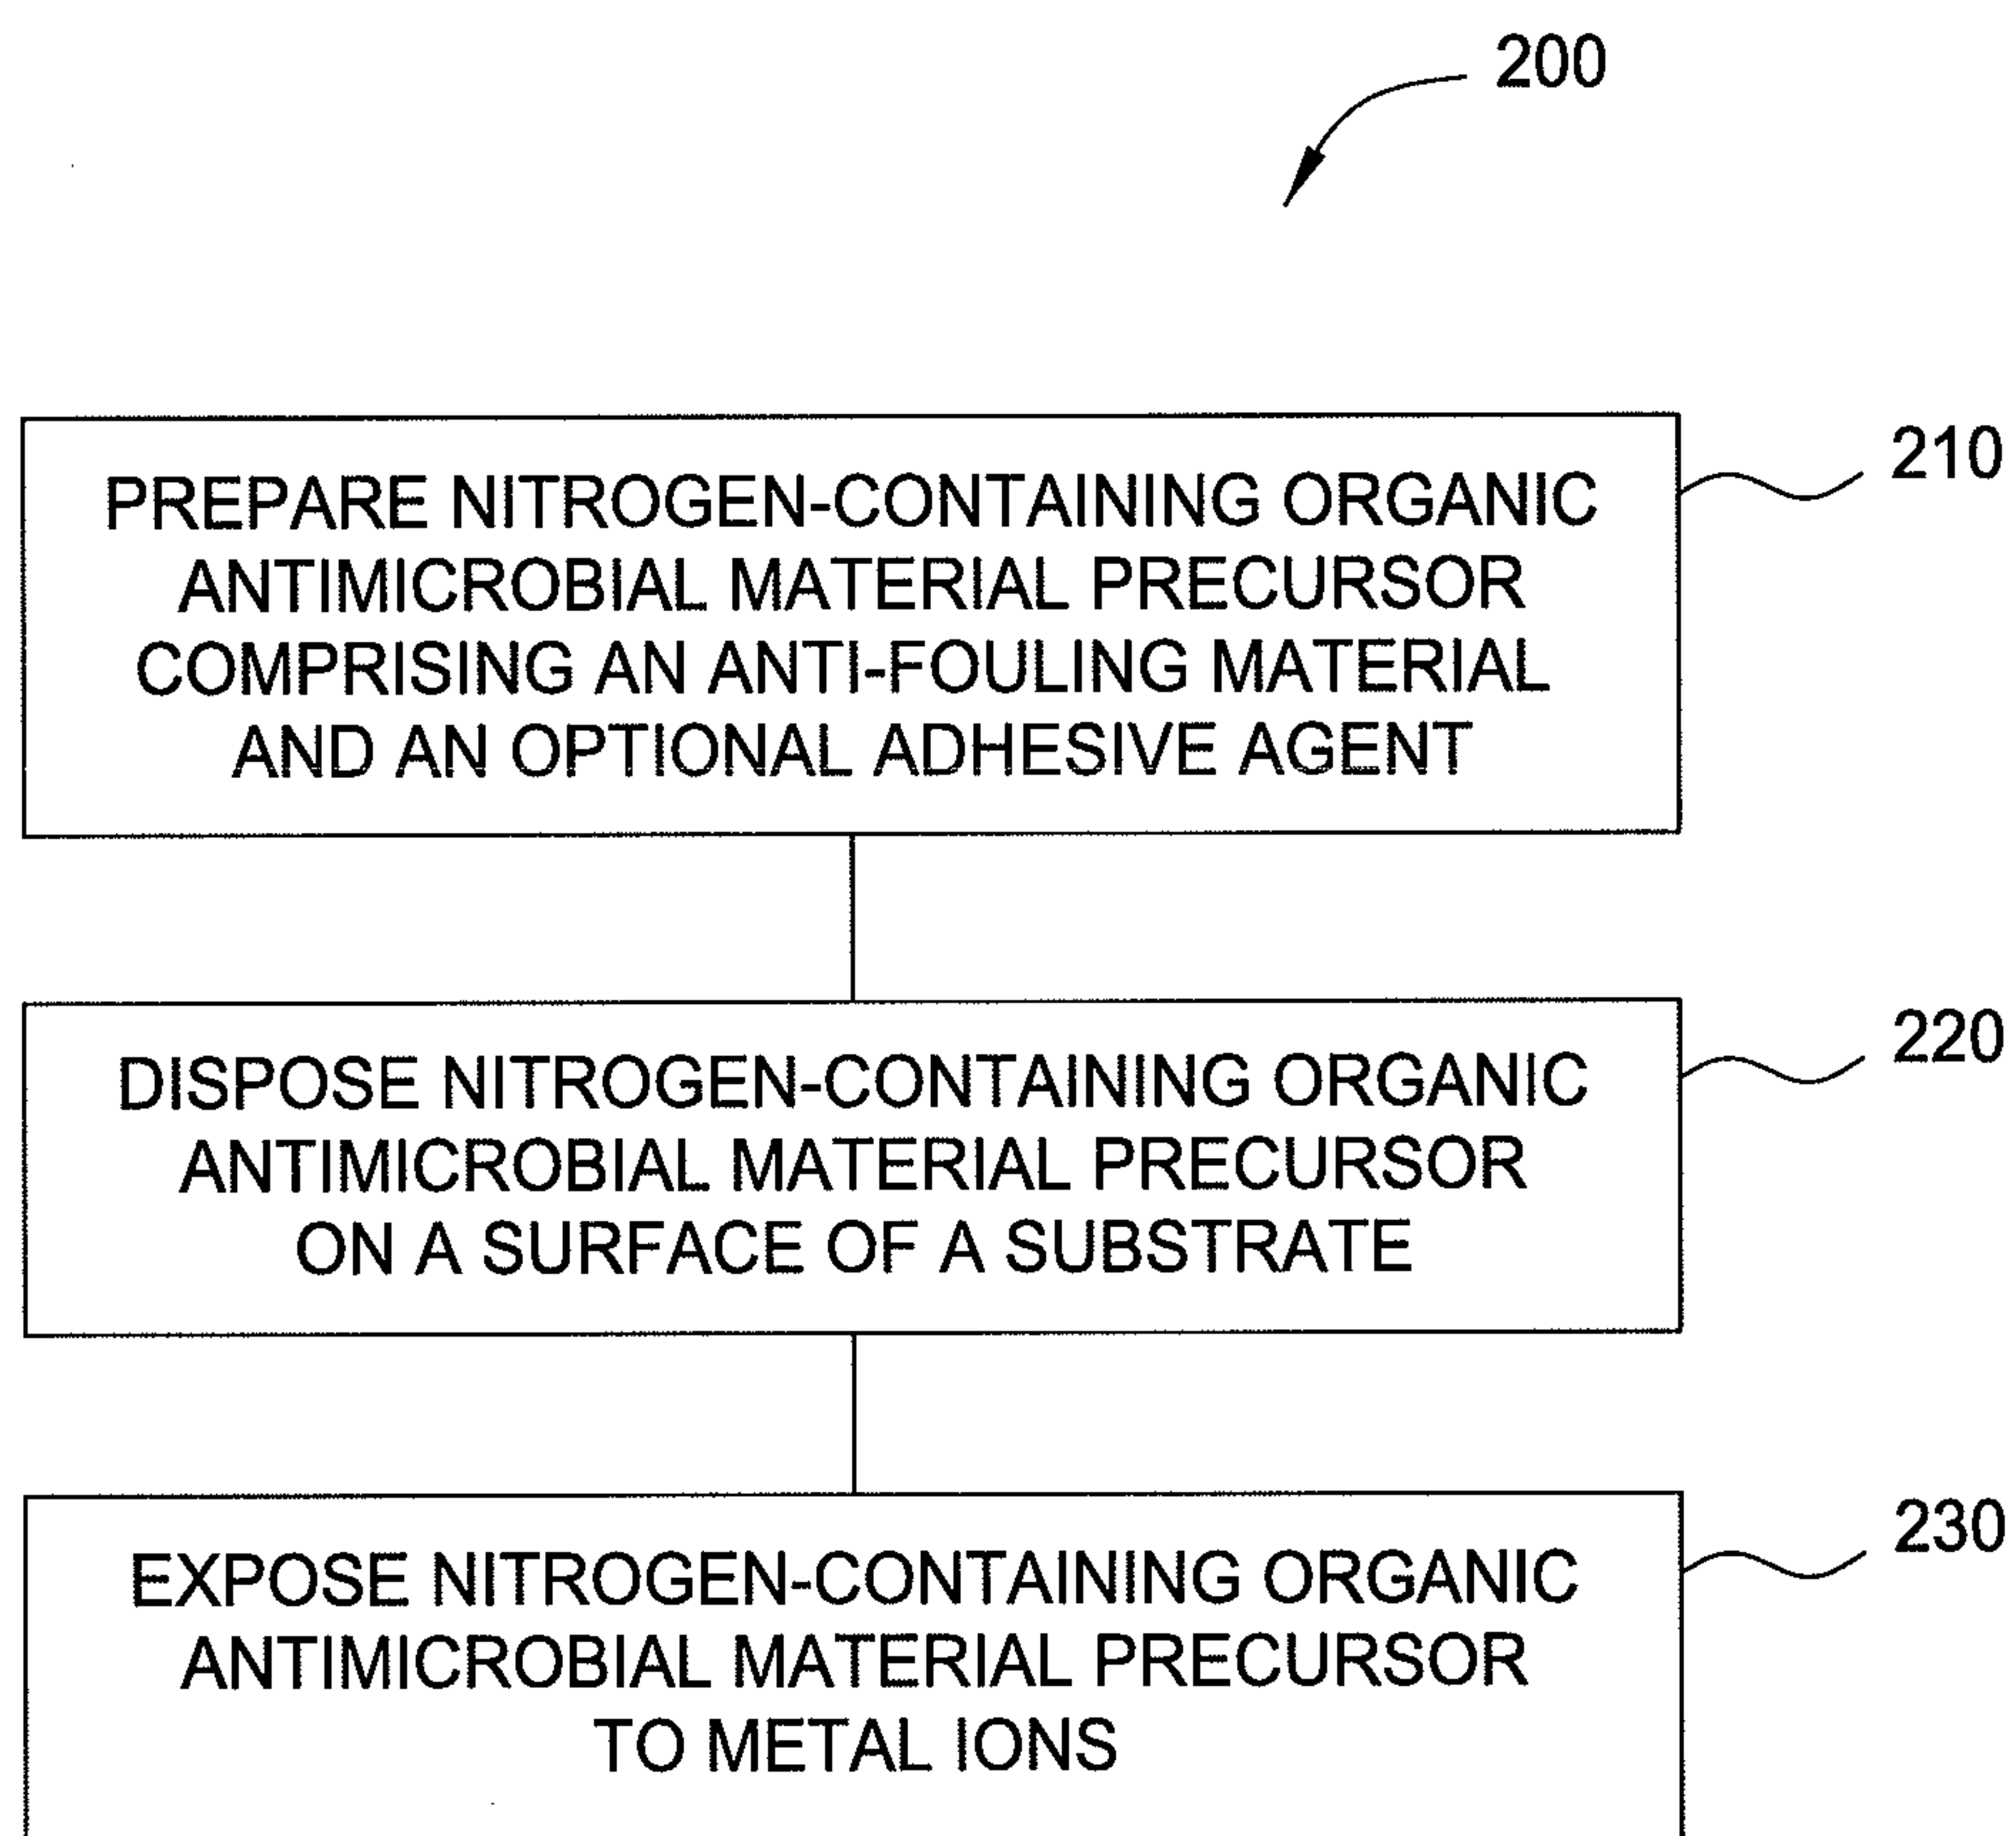 200
PREPARE NITROGEN-CONTAINING ORGANIC
ANTIMICROBIAL MATERIAL PRECURSOR
COMPRISING AN ANTI-FOULING MATERIAL
AND AN OPTIONAL ADHESIVE AGENT
210
DISPOSE NITROGEN-CONTAINING ORGANIC
ANTIMICROBIAL MATERIAL PRECURSOR
ON A SURFACE OF A SUBSTRATE
220
EXPOSE NITROGEN-CONTAINING ORGANIC
ANTIMICROBIAL MATERIAL PRECURSOR
TO METAL IONS
230